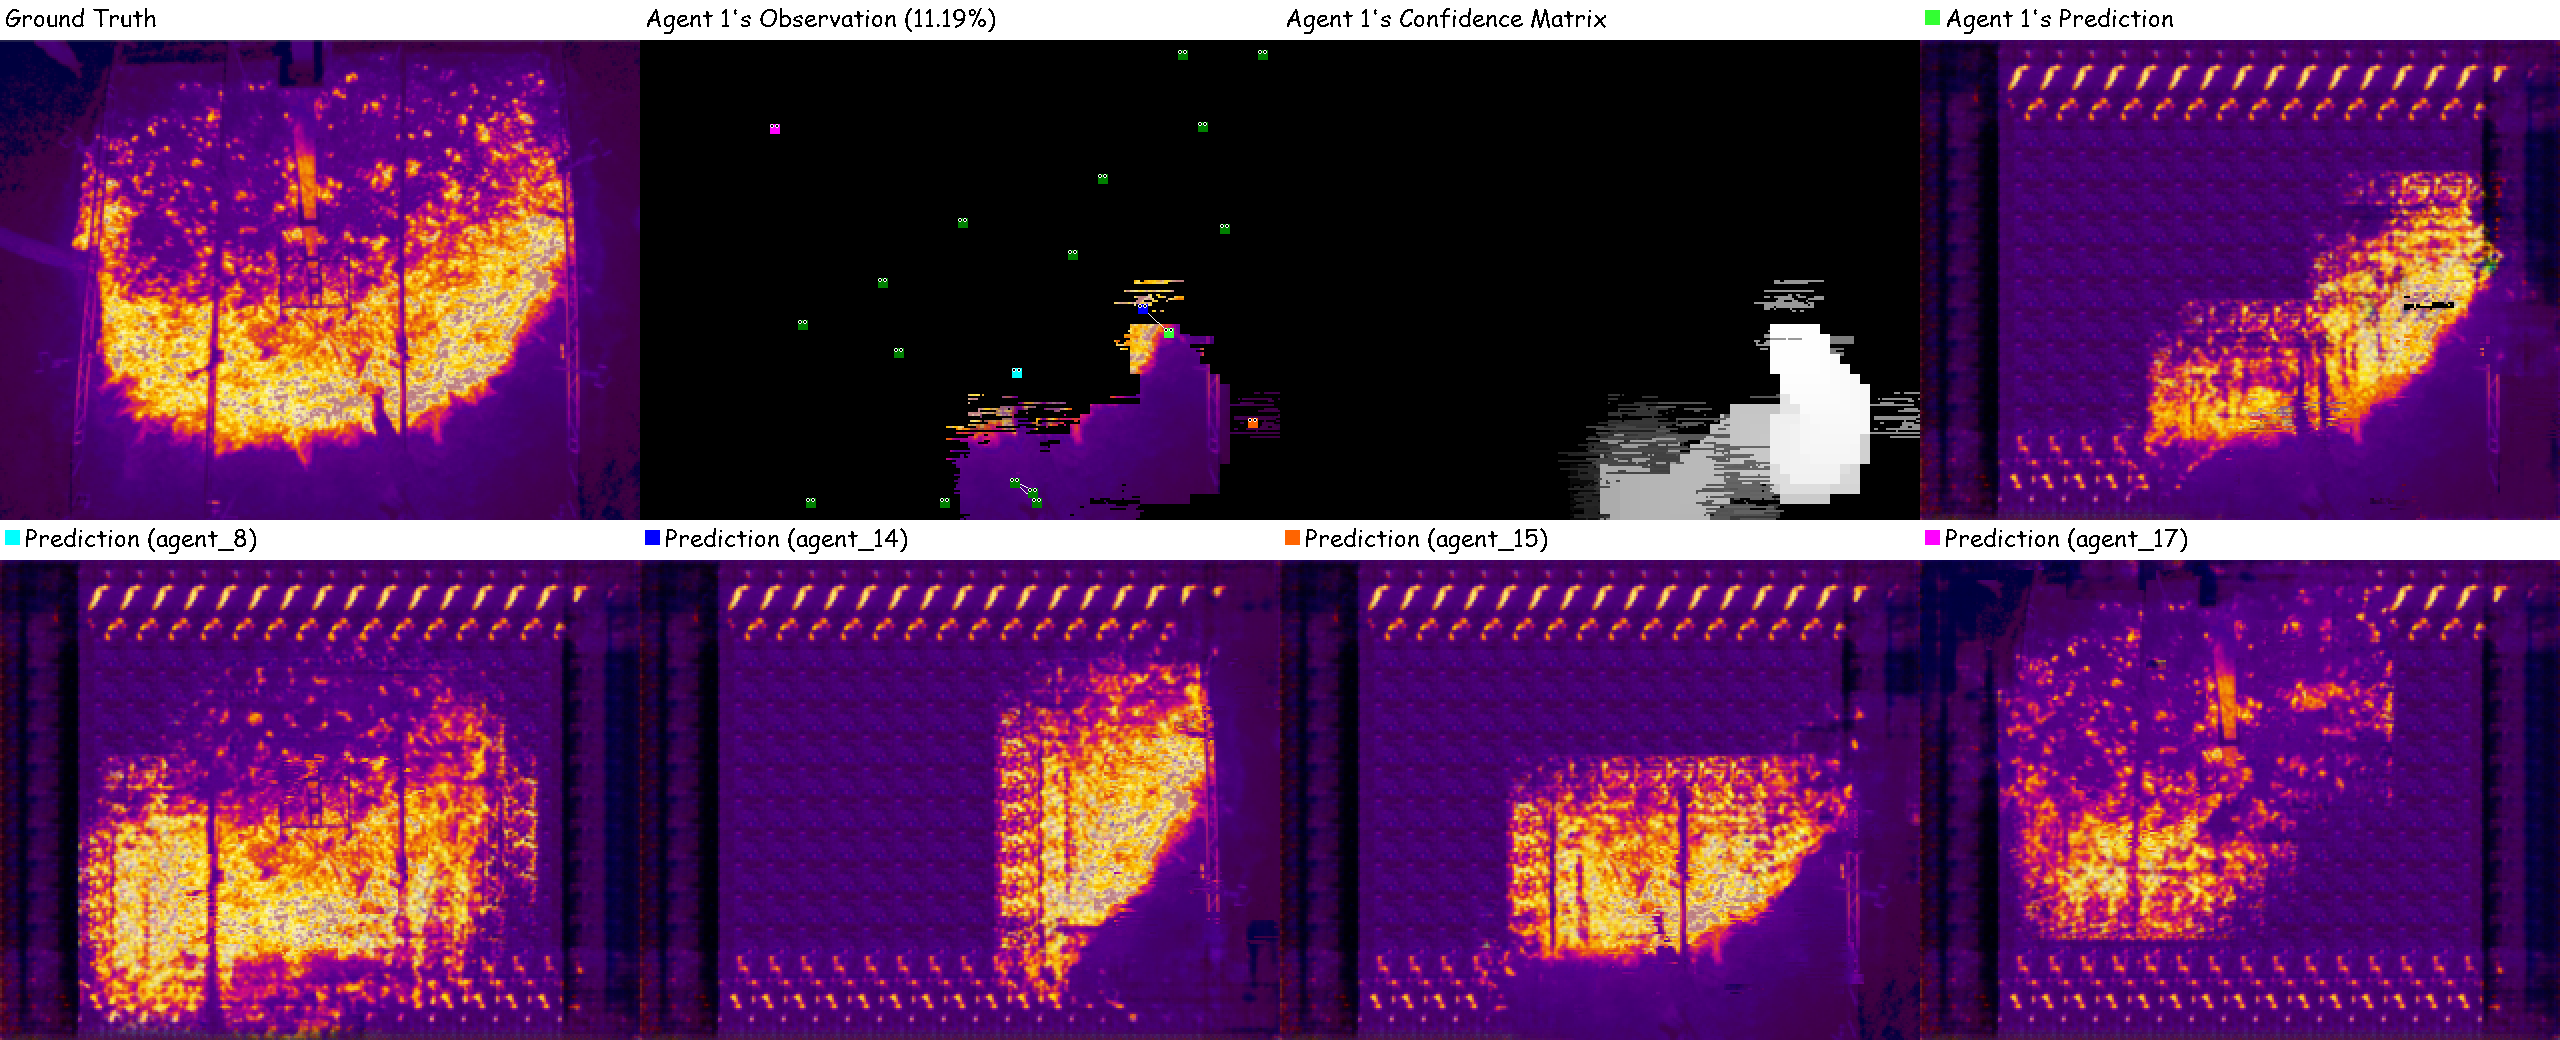 Ground Truth
Agent 1's Observation (11.19%)
Agent 1's Confidence Matrix
Agent 1's Prediction
Prediction (agent_8)
Prediction (agent_14)
Prediction (agent_15)
Prediction (agent_17)